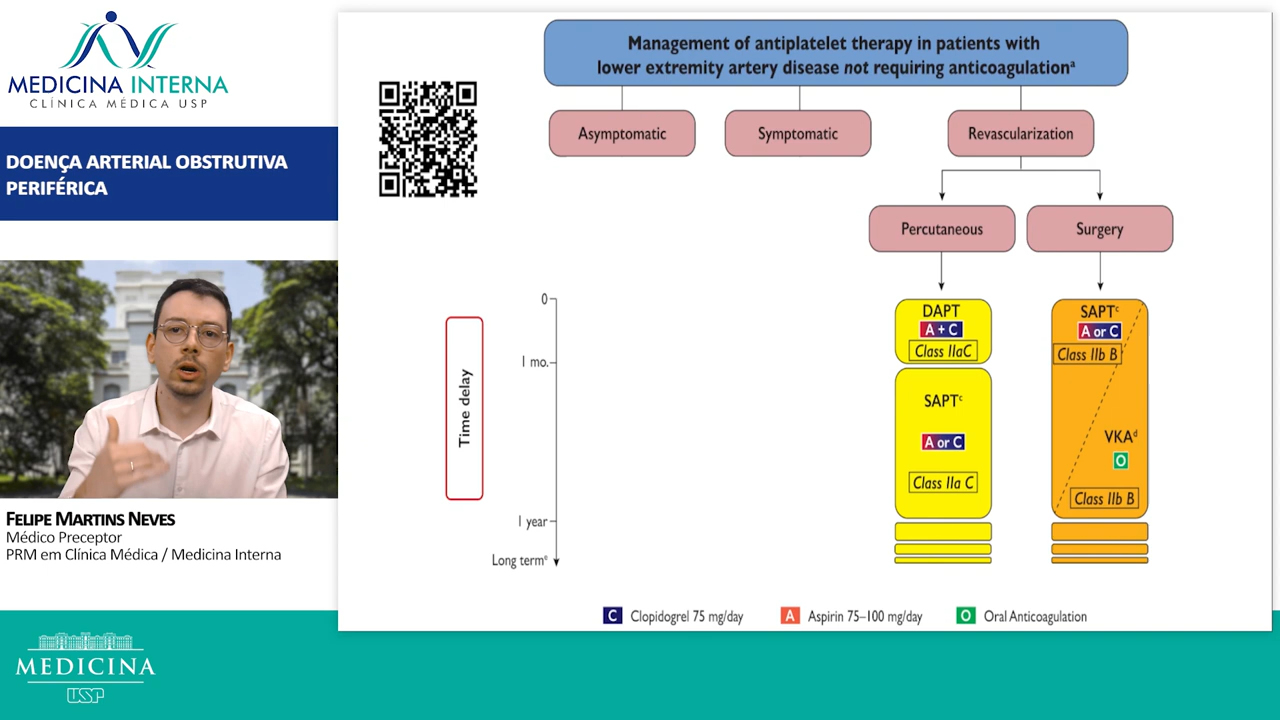 MEDICINA INTERNA
CLÍNICA MÉDICA USP
DOENÇA ARTERIAL OBSTRUTIVA
PERIFÉRICA
FELIPE MARTINS NEVES
Médico Preceptor
PRM em Clínica Médica / Medicina Interna
MEDICINA
USP
Management of antiplatelet therapy in patients with
lower extremity artery disease not requiring anticoagulationᵃ
Asymptomatic
Symptomatic
Revascularization
Percutaneous
Surgery
Time delay
0
1 mo.
1 year
Long termᵉ
DAPT
A + C
Class IIaC
SAPTᶜ
A or C
Class IIa C
SAPTᶜ
A or C
Class IIb B
VKAᵈ
O
Class IIb B
C Clopidogrel 75 mg/day
A Aspirin 75–100 mg/day
O Oral Anticoagulation